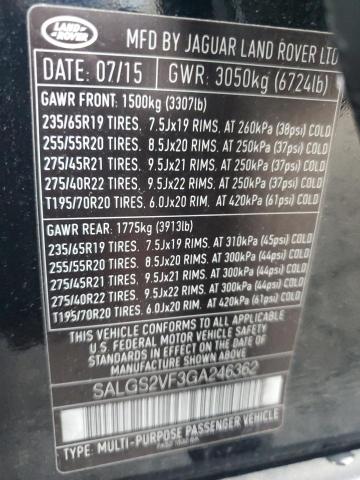 LAND
ROVER
MFD BY JAGUAR LAND ROVER LTD
DATE: 07/15 GWR: 3050kg (6724lb)
GAWR FRONT: 1500kg (3307lb)
235/65R19 TIRES, 7.5Jx19 RIMS, AT 260kPa (38psi) COLD
255/55R20 TIRES, 8.5Jx20 RIMS, AT 250kPa (37psi) COLD
275/45R21 TIRES, 9.5Jx21 RIMS, AT 250kPa (37psi) COLD
275/40R22 TIRES, 9.5Jx22 RIMS, AT 250kPa (37psi) COLD
T195/70R20 TIRES, 6.0Jx20 RIMS, AT 420kPa (61psi) COLD
GAWR REAR: 1775kg (3913lb)
235/65R19 TIRES, 7.5Jx19 RIMS, AT 310kPa (45psi) COLD
255/55R20 TIRES, 8.5Jx20 RIMS, AT 300kPa (44psi) COLD
275/45R21 TIRES, 9.5Jx21 RIMS, AT 300kPa (44psi) COLD
275/40R22 TIRES, 9.5Jx22 RIMS, AT 300kPa (44psi) COLD
T195/70R20 TIRES, 6.0Jx20 RIMS, AT 420kPa (61psi) COLD
THIS VEHICLE CONFORMS TO ALL APPLICABLE
U.S. FEDERAL MOTOR VEHICLE SAFETY
STANDARDS IN EFFECT ON THE DATE OF
MANUFACTURE SHOWN ABOVE.
SALGS2VF3GA246362
TYPE: MULTI-PURPOSE PASSENGER VEHICLE